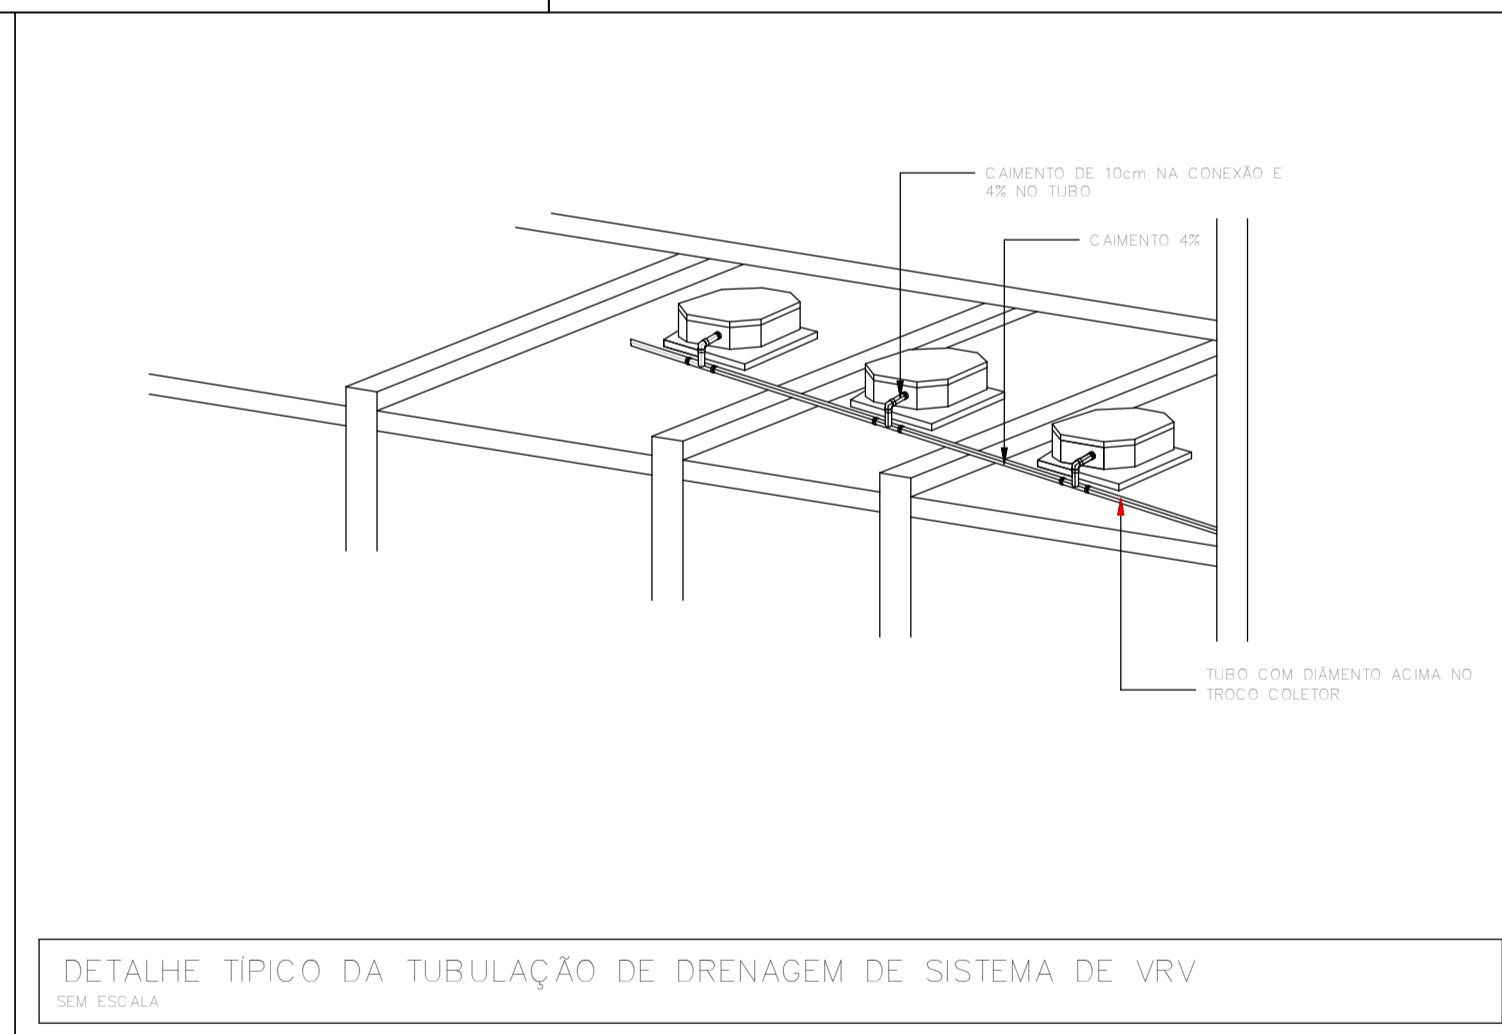 CAIMENTO DE 10cm NA CONEXÃO E
4% NO TUBO
CAIMENTO 4%
TUBO COM DIÂMENTO ACIMA NO
TROCO COLETOR
DETALHE TÍPICO DA TUBULAÇÃO DE DRENAGEM DE SISTEMA DE VRV
SEM ESCALA